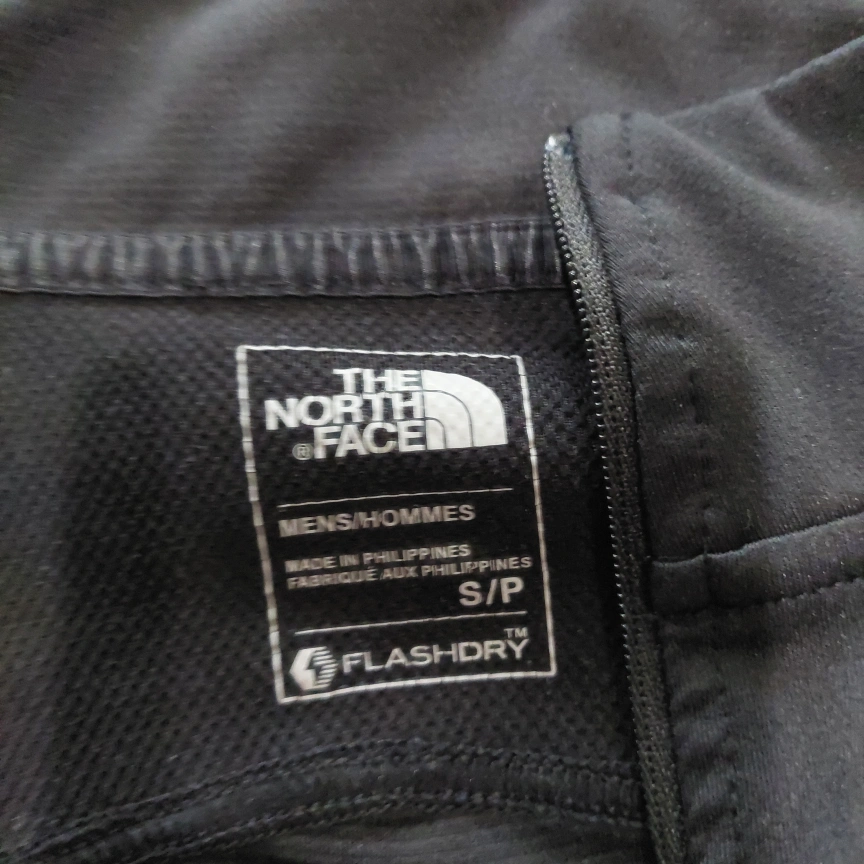 THE
NORTH
® FACE
MENS/HOMMES
MADE IN PHILIPPINES
FABRIQUÉ AUX PHILIPPINES
S/P
FLASHDRY™